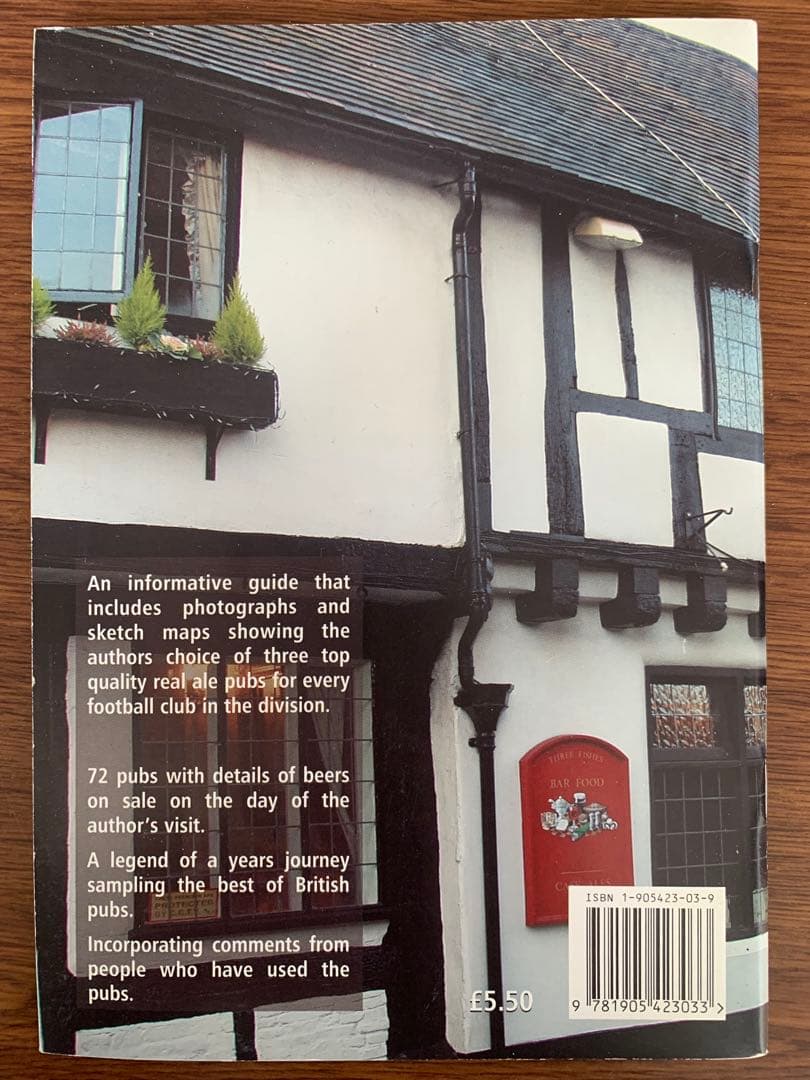 An informative guide that
includes photographs and
sketch maps showing the
authors choice of three top
quality real ale pubs for every
football club in the division.
72 pubs with details of beers
on sale on the day of the
author's visit.
A legend of a years journey
sampling the best of British
pubs.
Incorporating comments from
people who have used the
pubs.
THREE FISHES
BAR FOOD
PROTECTED
£5.50
ISBN 1-905423-03-9
9 781905 423033 >